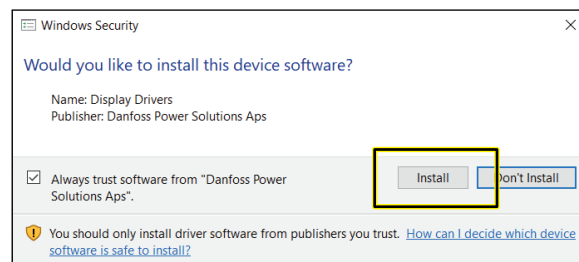 Windows Security
Would you like to install this device software?
Name: Display Drivers
Publisher: Danfoss Power Solutions Aps
Always trust software from "Danfoss Power
Solutions Aps".
Install
Don't Install
You should only install driver software from publishers you trust. How can I decide which device
software is safe to install?